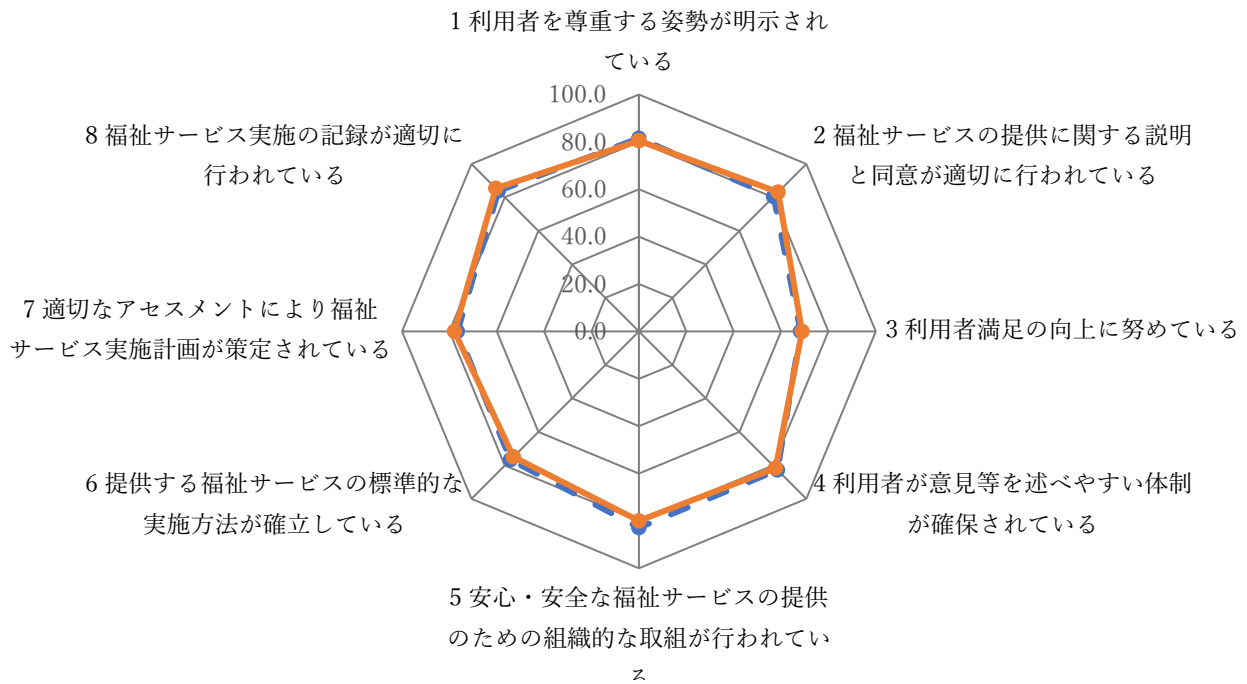 1 利用者を尊重する姿勢が明示され
ている
100.0
80.0
60.0
40.0
20.0
0.0
2 福祉サービスの提供に関する説明
と同意が適切に行われている
3 利用者満足の向上に努めている
4 利用者が意見等を述べやすい体制
が確保されている
5 安心・安全な福祉サービスの提供
のための組織的な取組が行われてい
る
6 提供する福祉サービスの標準的な
実施方法が確立している
7 適切なアセスメントにより福祉
サービス実施計画が策定されている
8 福祉サービス実施の記録が適切に
行われている